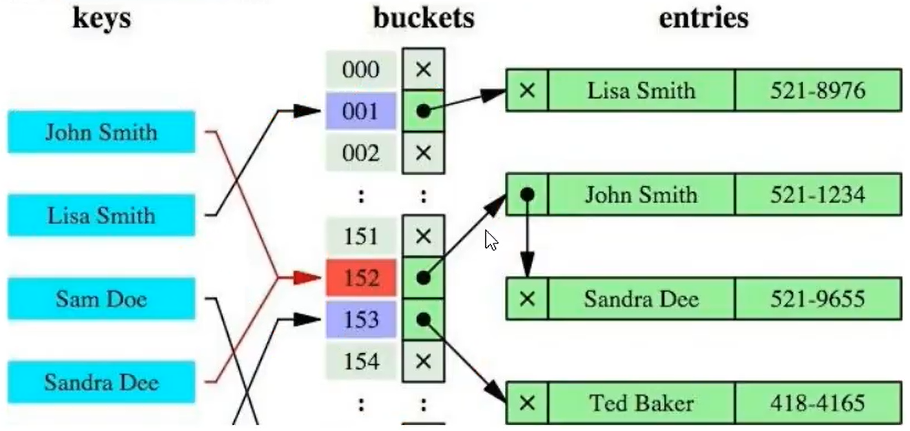 keys
buckets
entries
John Smith
Lisa Smith
Sam Doe
Sandra Dee
000 ×
001
002 ×
: :
151 ×
152
153
154 ×
: :
× Lisa Smith 521-8976
John Smith 521-1234
× Sandra Dee 521-9655
× Ted Baker 418-4165